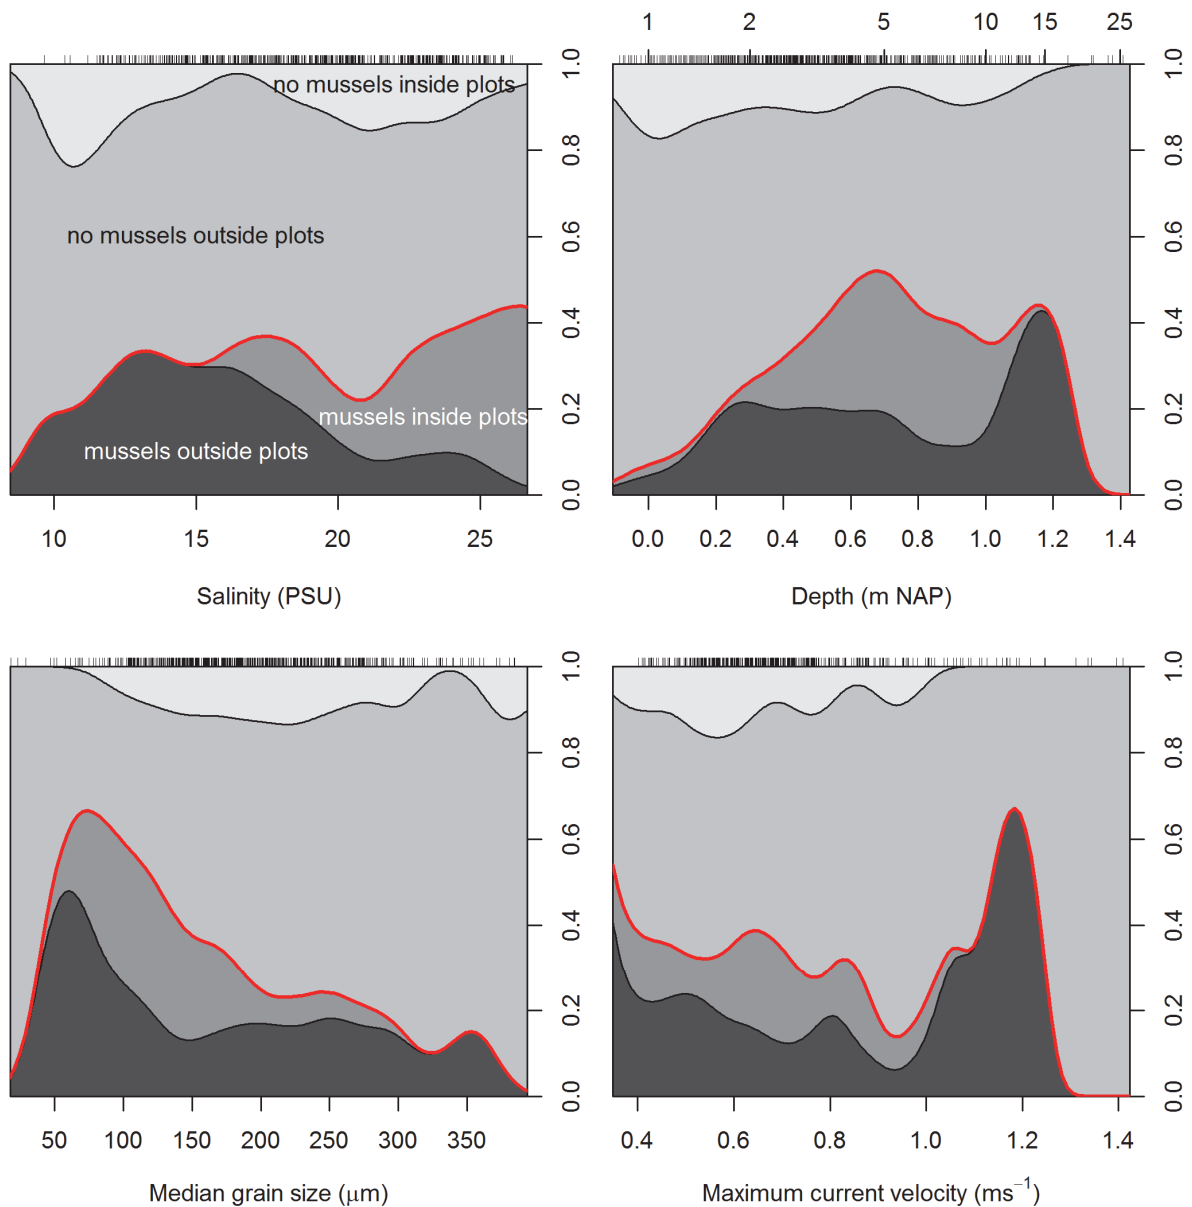 1 2 5 10 15 25
no mussels inside plots
no mussels outside plots
mussels inside plots
mussels outside plots
0.0 0.2 0.4 0.6 0.8 1.0
10 15 20 25
Salinity (PSU)
0.0 0.2 0.4 0.6 0.8 1.0
0.0 0.2 0.4 0.6 0.8 1.0 1.2 1.4
Depth (m NAP)
0.0 0.2 0.4 0.6 0.8 1.0
50 100 150 200 250 300 350
Median grain size (μm)
0.0 0.2 0.4 0.6 0.8 1.0
0.4 0.6 0.8 1.0 1.2 1.4
Maximum current velocity (ms⁻¹)